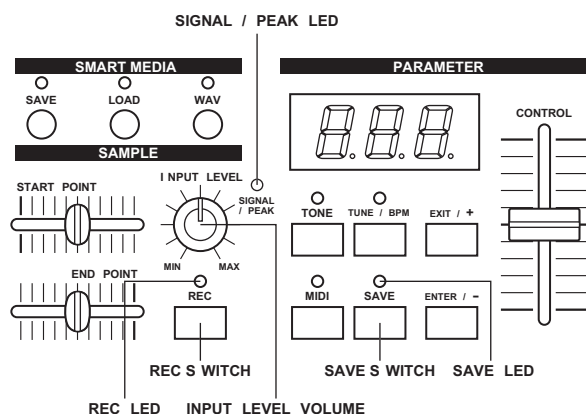 SIGNAL / PEAK LED
SMART MEDIA
SAVE LOAD WAV
SAMPLE
START POINT
I NPUT LEVEL
SIGNAL
/ PEAK
MIN MAX
END POINT
REC
PARAMETER
CONTROL
TONE TUNE / BPM EXIT / +
MIDI SAVE ENTER / −
REC S WITCH SAVE S WITCH SAVE LED
REC LED INPUT LEVEL VOLUME